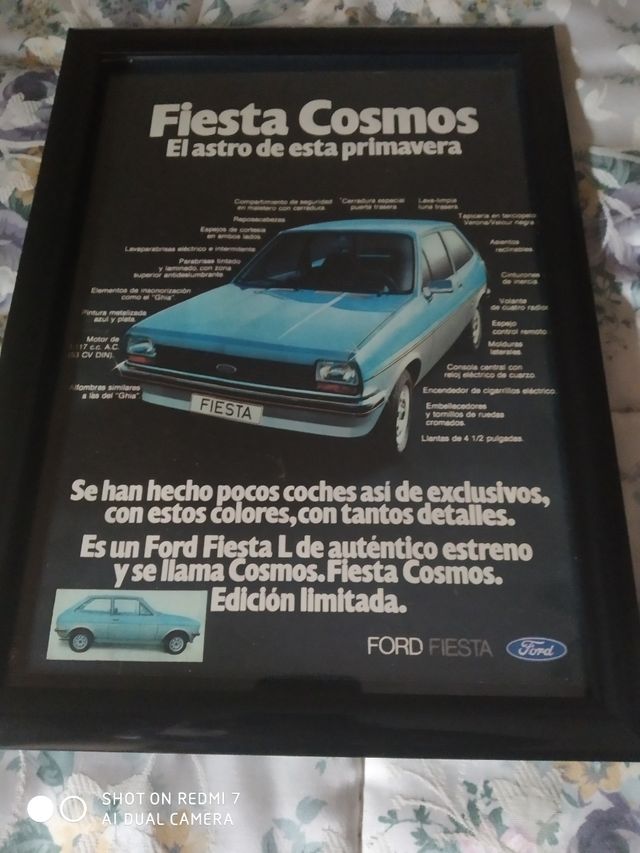 Fiesta Cosmos
El astro de esta primavera
Compartimiento de seguridad
en maletero con cerradura.
Cerradura especial
puerta trasera
Lava-limpia
luna trasera
Reposacabezas
Tapicería en terciopelo
Verona/Velour negra
Espejos de cortesía
en ambos lados.
Asientos
reclinables
Lavaparabrisas eléctrico e intermitente
Parabrisas tintado
y laminado, con zona
superior antideslumbrante
Cinturones
de inercia
Elementos de insonorización
como el "Ghia"
Volante
de cuatro radios
Pintura metalizada
azul y plata.
Espejo
control remoto
Motor de
1.117 c.c. A.C.
(53 CV DIN).
Molduras
laterales.
Consola central con
reloj eléctrico de cuarzo.
Alfombras similares
a las del "Ghia"
Encendedor de cigarrillos eléctrico.
Embellecedores
y tornillos de ruedas
cromados.
Llantas de 4 1/2 pulgadas.
FIESTA
Se han hecho pocos coches así de exclusivos,
con estos colores, con tantos detalles.
Es un Ford Fiesta L de auténtico estreno
y se llama Cosmos. Fiesta Cosmos.
Edición limitada.
FORD FIESTA
Ford
SHOT ON REDMI 7
AI DUAL CAMERA